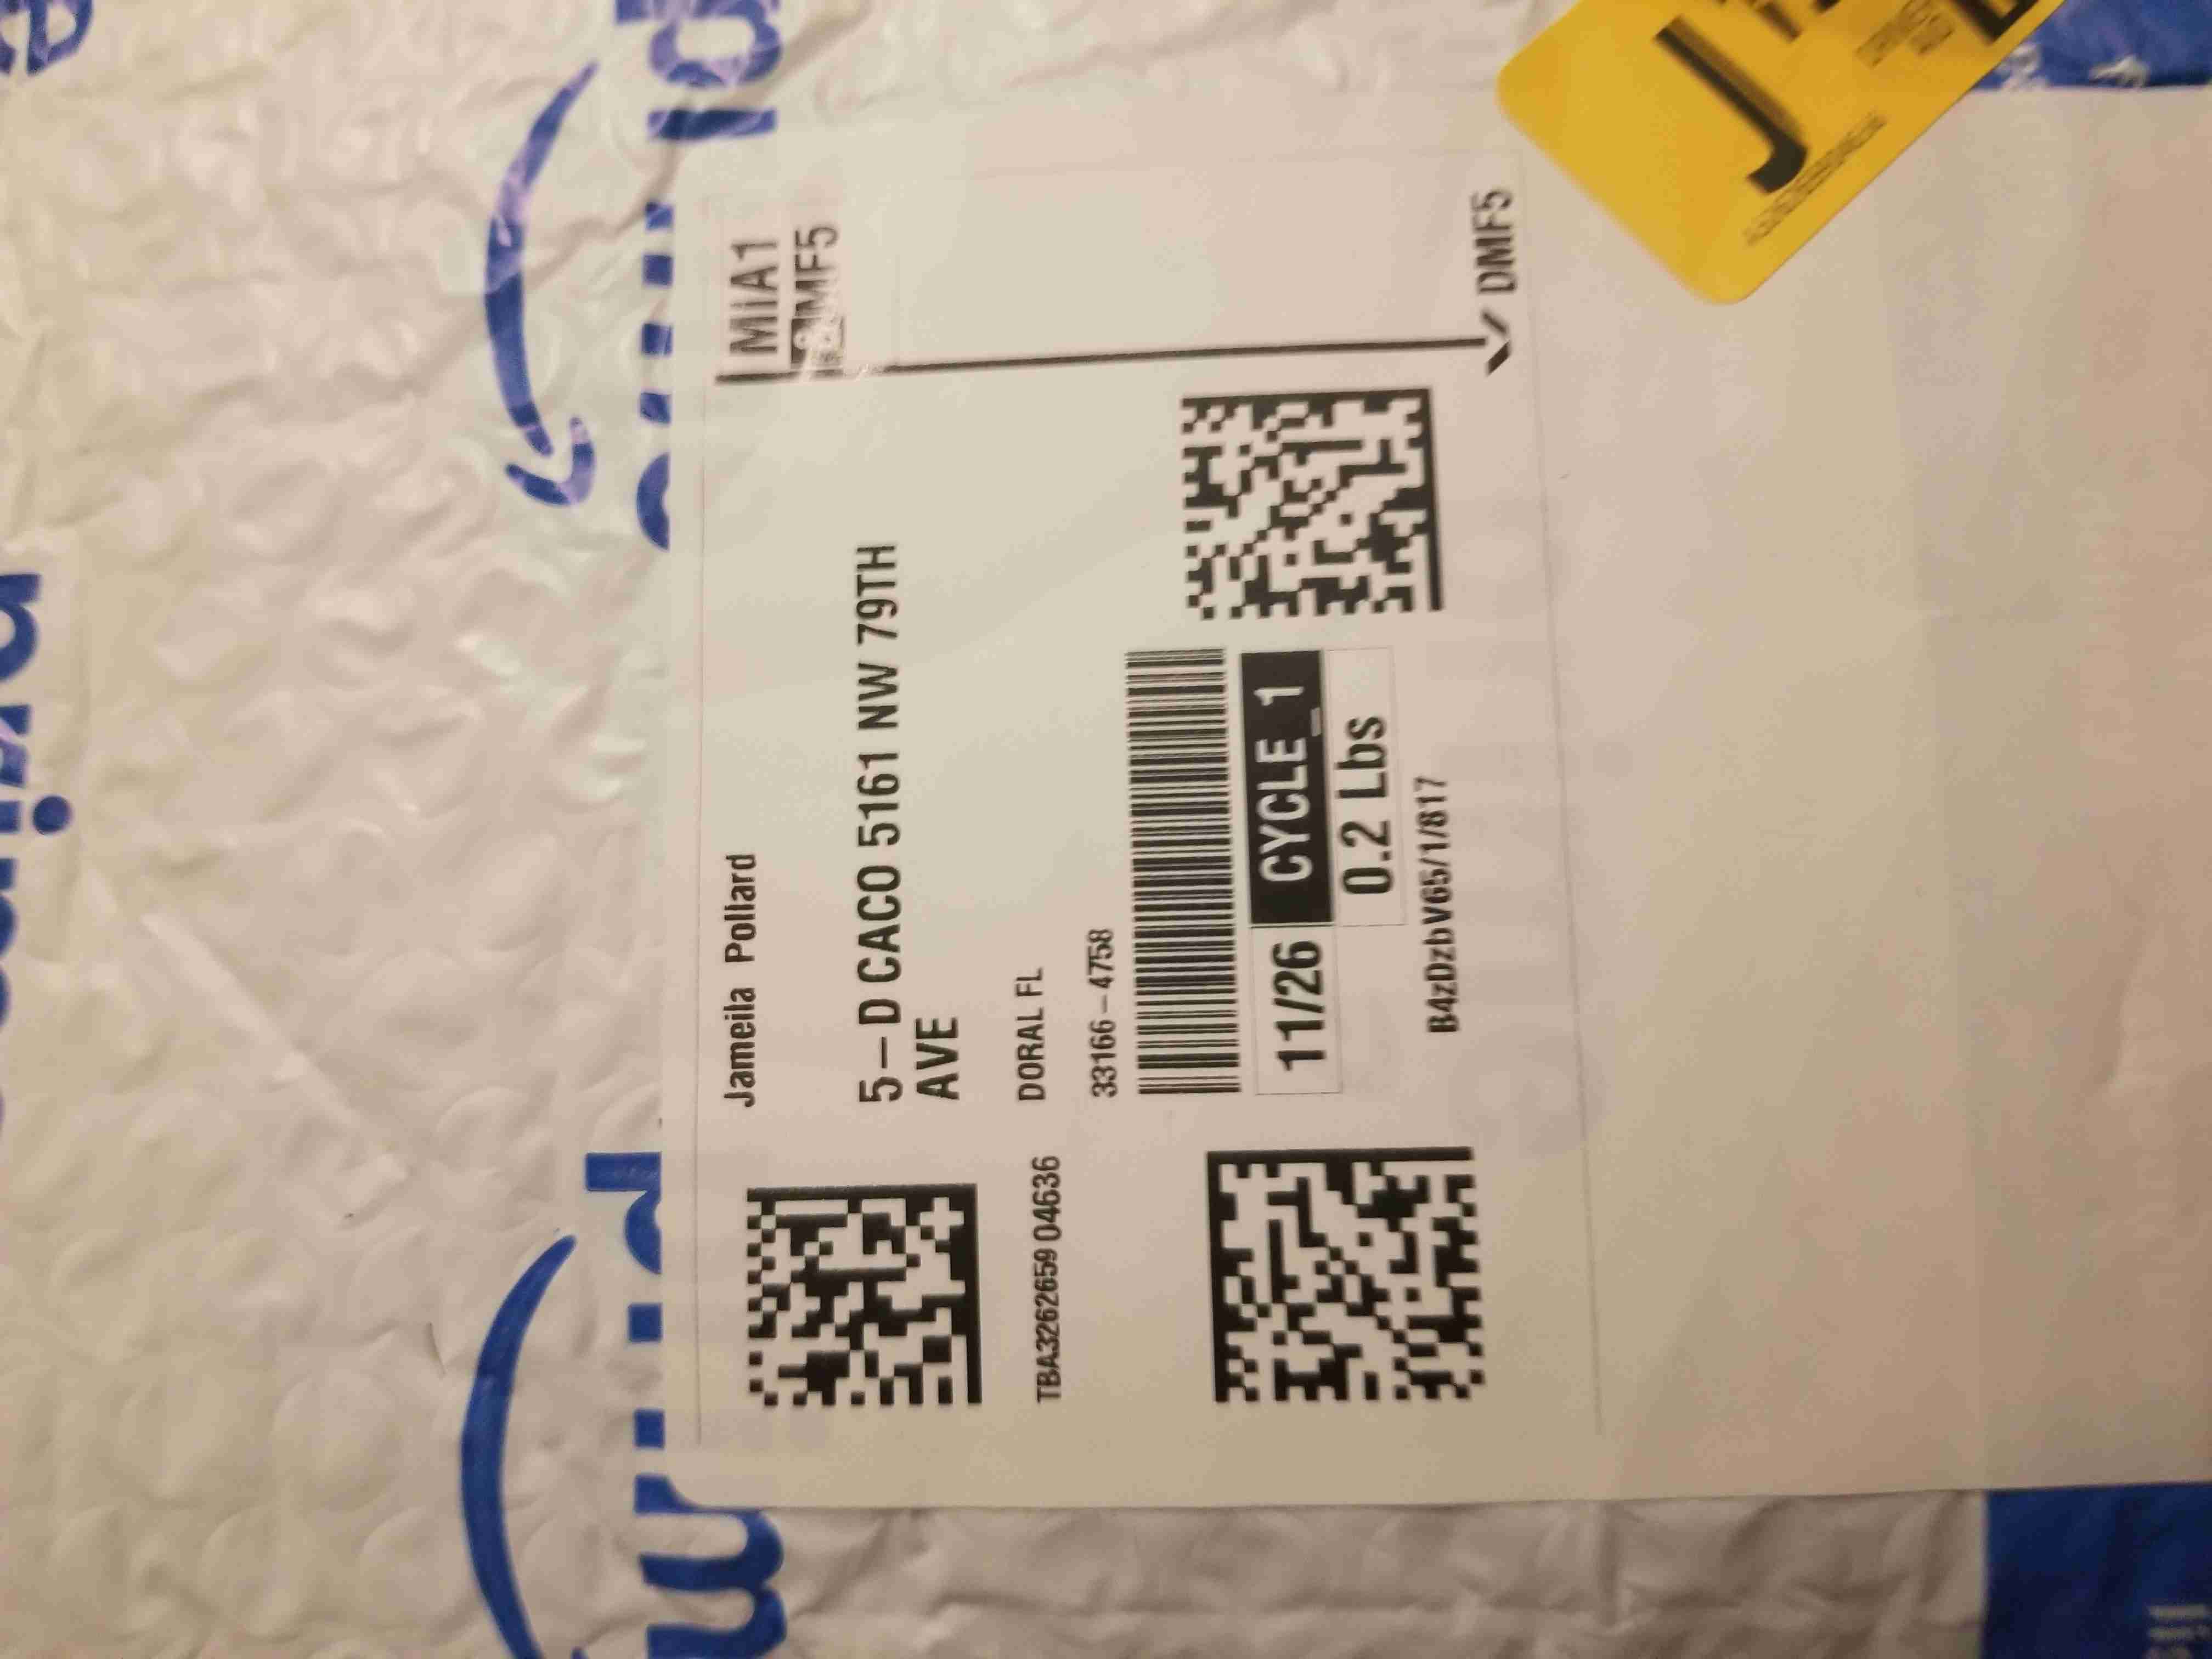 Jameila Pollard
MIA1
DMF5
5-D CACO 5161 NW 79TH
AVE
DORAL FL
TBA326265904636
33166-4758
11/26 CYCLE_1
0.2 Lbs
B4zDzbV65/1/817
DMF5